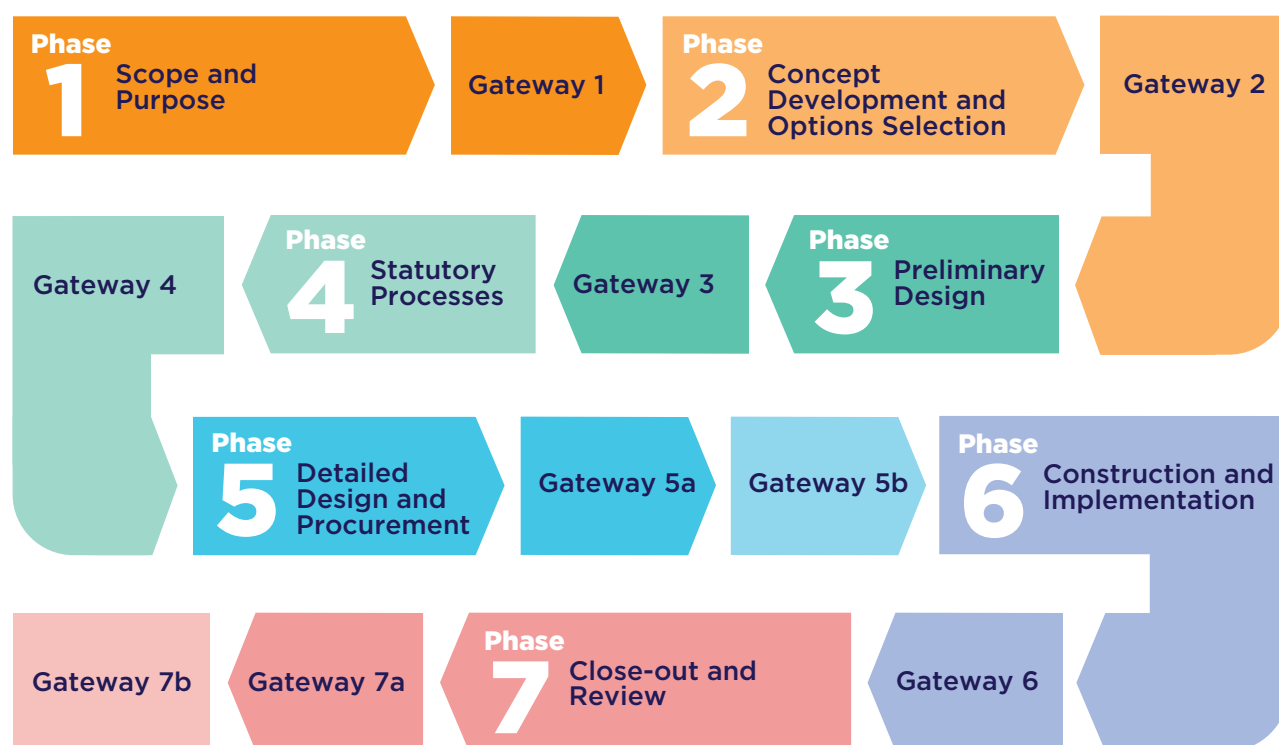 Phase
1
Scope and
Purpose
Gateway 1
Phase
2
Concept
Development and
Options Selection
Gateway 2
Phase
3
Preliminary
Design
Gateway 3
Phase
4
Statutory
Processes
Gateway 4
Phase
5
Detailed
Design and
Procurement
Gateway 5a
Gateway 5b
Phase
6
Construction and
Implementation
Gateway 6
Phase
7
Close-out and
Review
Gateway 7a
Gateway 7b